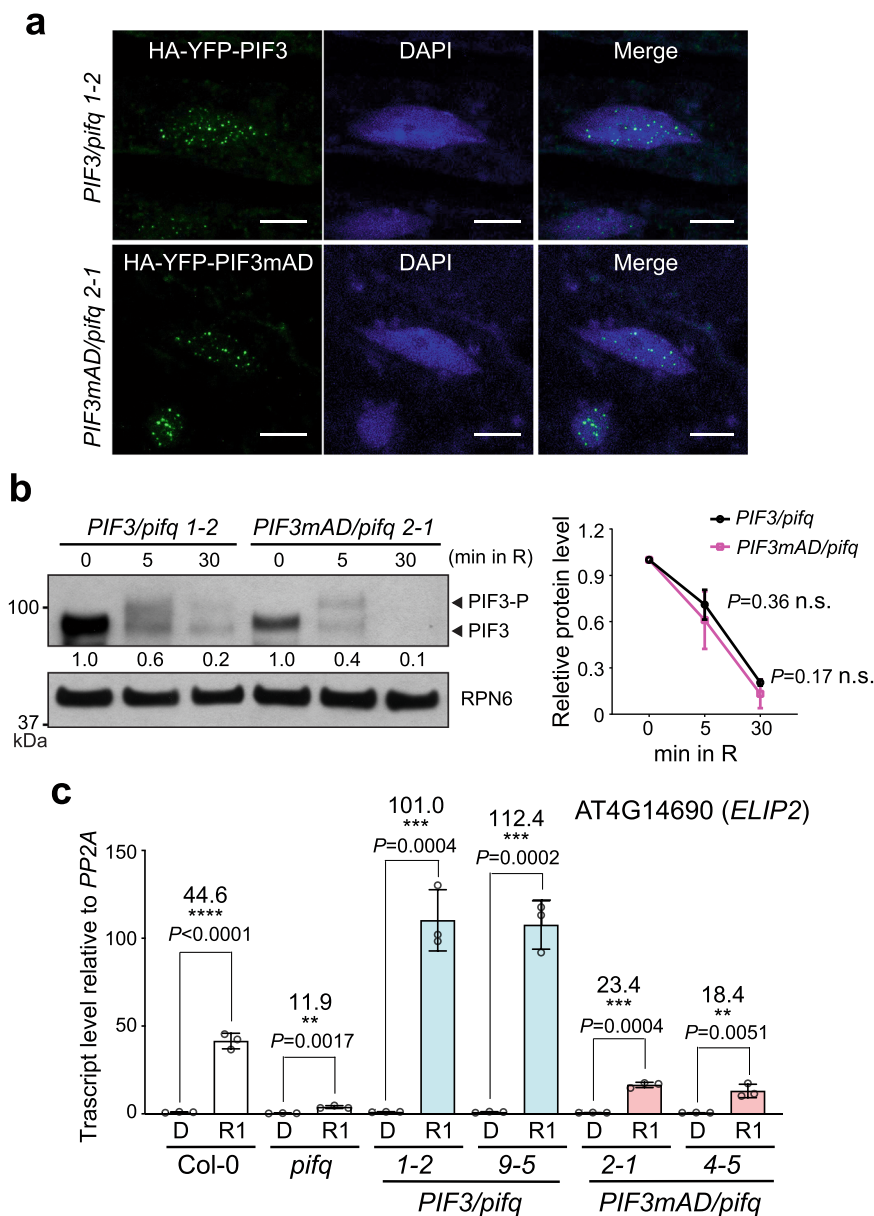 a
HA-YFP-PIF3 DAPI Merge
PIF3/pifq 1-2
HA-YFP-PIF3mAD DAPI Merge
PIF3mAD/pifq 2-1
b
PIF3/pifq 1-2 PIF3mAD/pifq 2-1
0 5 30 0 5 30 (min in R)
100
PIF3-P
PIF3
1.0 0.6 0.2 1.0 0.4 0.1
RPN6
37
kDa
Reletive protein level
1.2
0.9
0.6
0.3
0
PIF3/pifq
PIF3mAD/pifq
P=0.36 n.s.
P=0.17 n.s.
0 5 30
min in R
c
AT4G14690 (ELIP2)
Trascript level relative to PP2A
150
100
50
0
44.6
****
P<0.0001
11.9
**
P=0.0017
101.0
***
P=0.0004
112.4
***
P=0.0002
23.4
***
P=0.0004
18.4
**
P=0.0051
D R1 D R1 D R1 D R1 D R1 D R1
Col-0 pifq 1-2 9-5 2-1 4-5
PIF3/pifq PIF3mAD/pifq